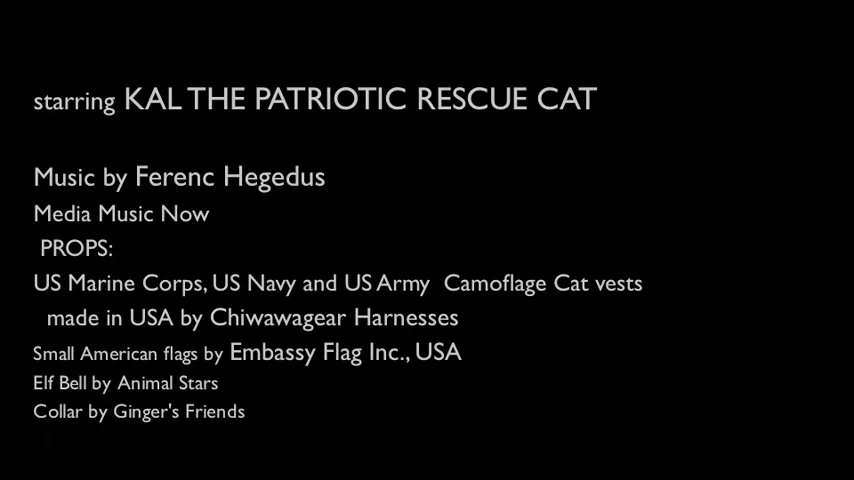 starring KAL THE PATRIOTIC RESCUE CAT
Music by Ferenc Hegedus
Media Music Now
PROPS:
US Marine Corps, US Navy and US Army Camoflage Cat vests
made in USA by Chiwawagear Harnesses
Small American flags by Embassy Flag Inc., USA
Elf Bell by Animal Stars
Collar by Ginger's Friends